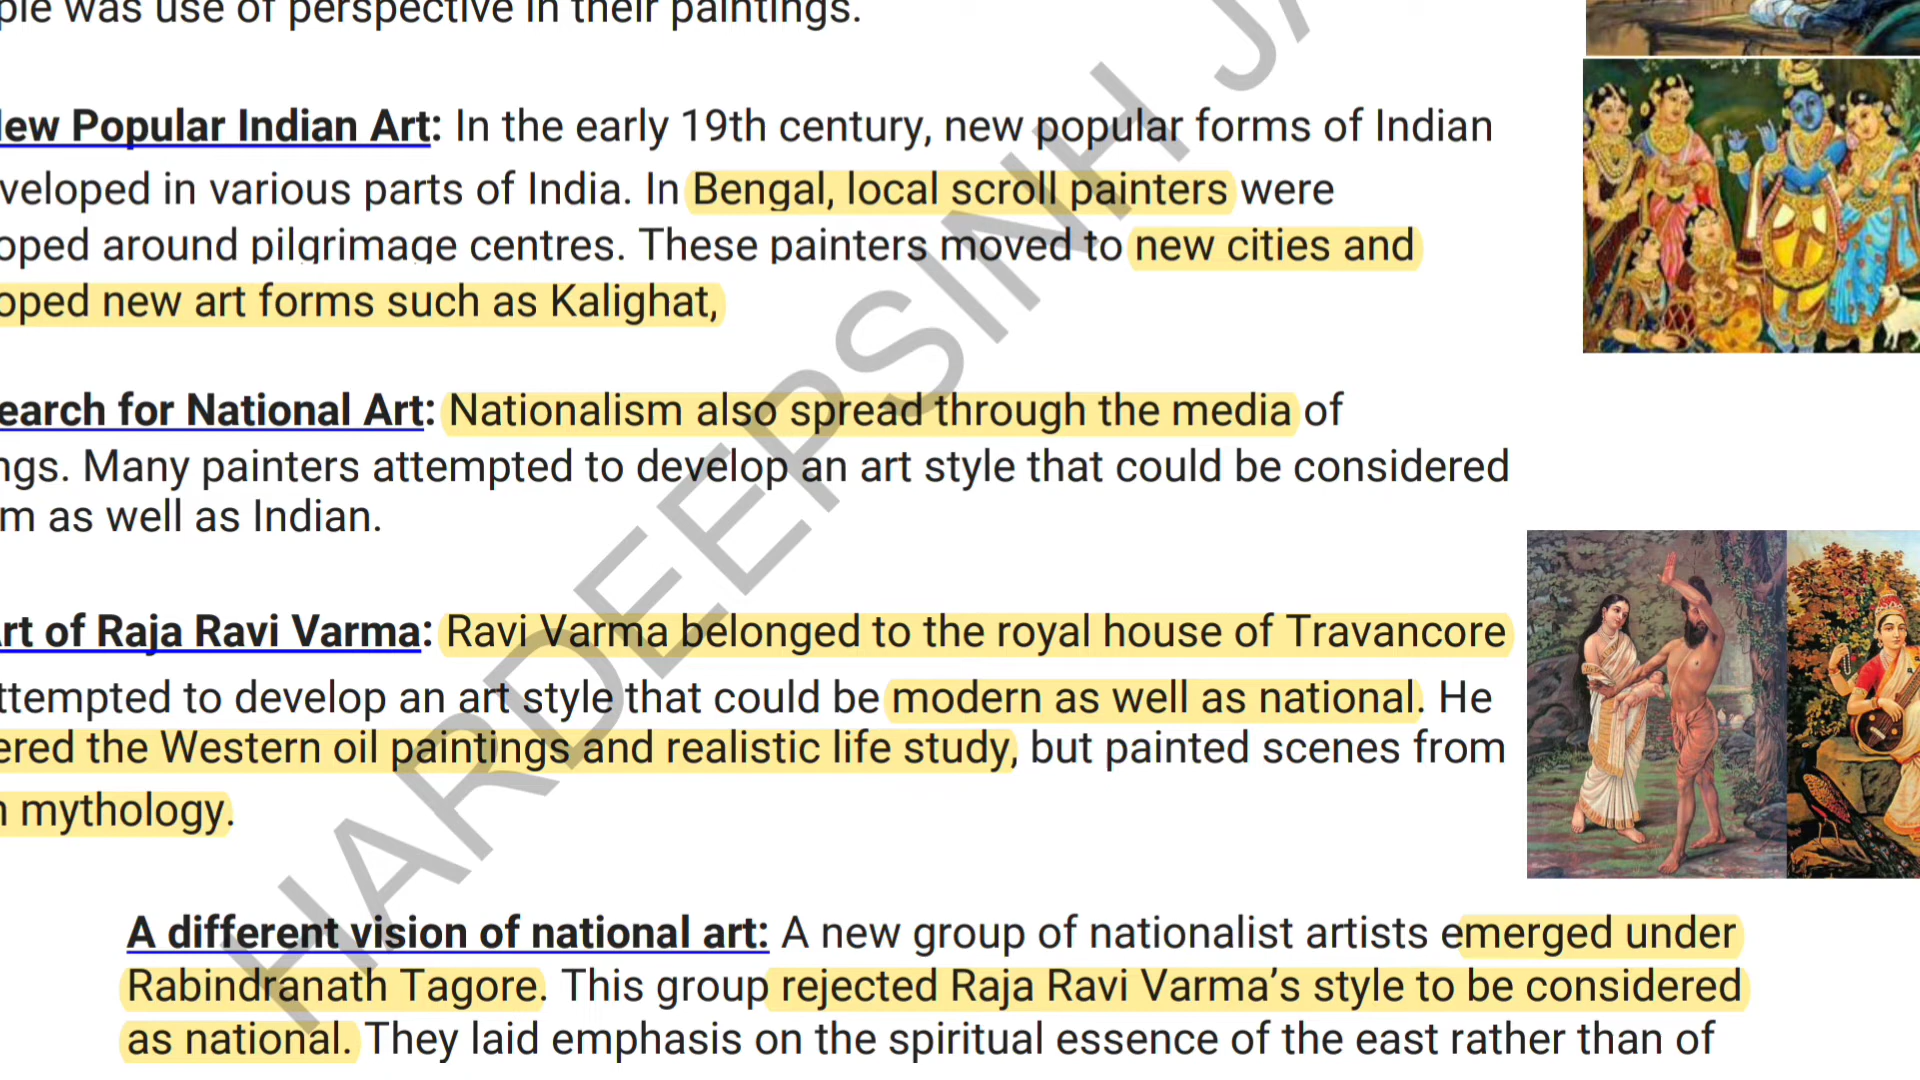 ple was use of perspective in their paintings.
ew Popular Indian Art: In the early 19th century, new popular forms of Indian
veloped in various parts of India. In Bengal, local scroll painters were
oped around pilgrimage centres. These painters moved to new cities and
oped new art forms such as Kalighat,
earch for National Art: Nationalism also spread through the media of
ngs. Many painters attempted to develop an art style that could be considered
m as well as Indian.
rt of Raja Ravi Varma: Ravi Varma belonged to the royal house of Travancore
ttempted to develop an art style that could be modern as well as national. He
ered the Western oil paintings and realistic life study, but painted scenes from
n mythology.
A different vision of national art: A new group of nationalist artists emerged under
Rabindranath Tagore. This group rejected Raja Ravi Varma’s style to be considered
as national. They laid emphasis on the spiritual essence of the east rather than of
HARDEEPSINH JA